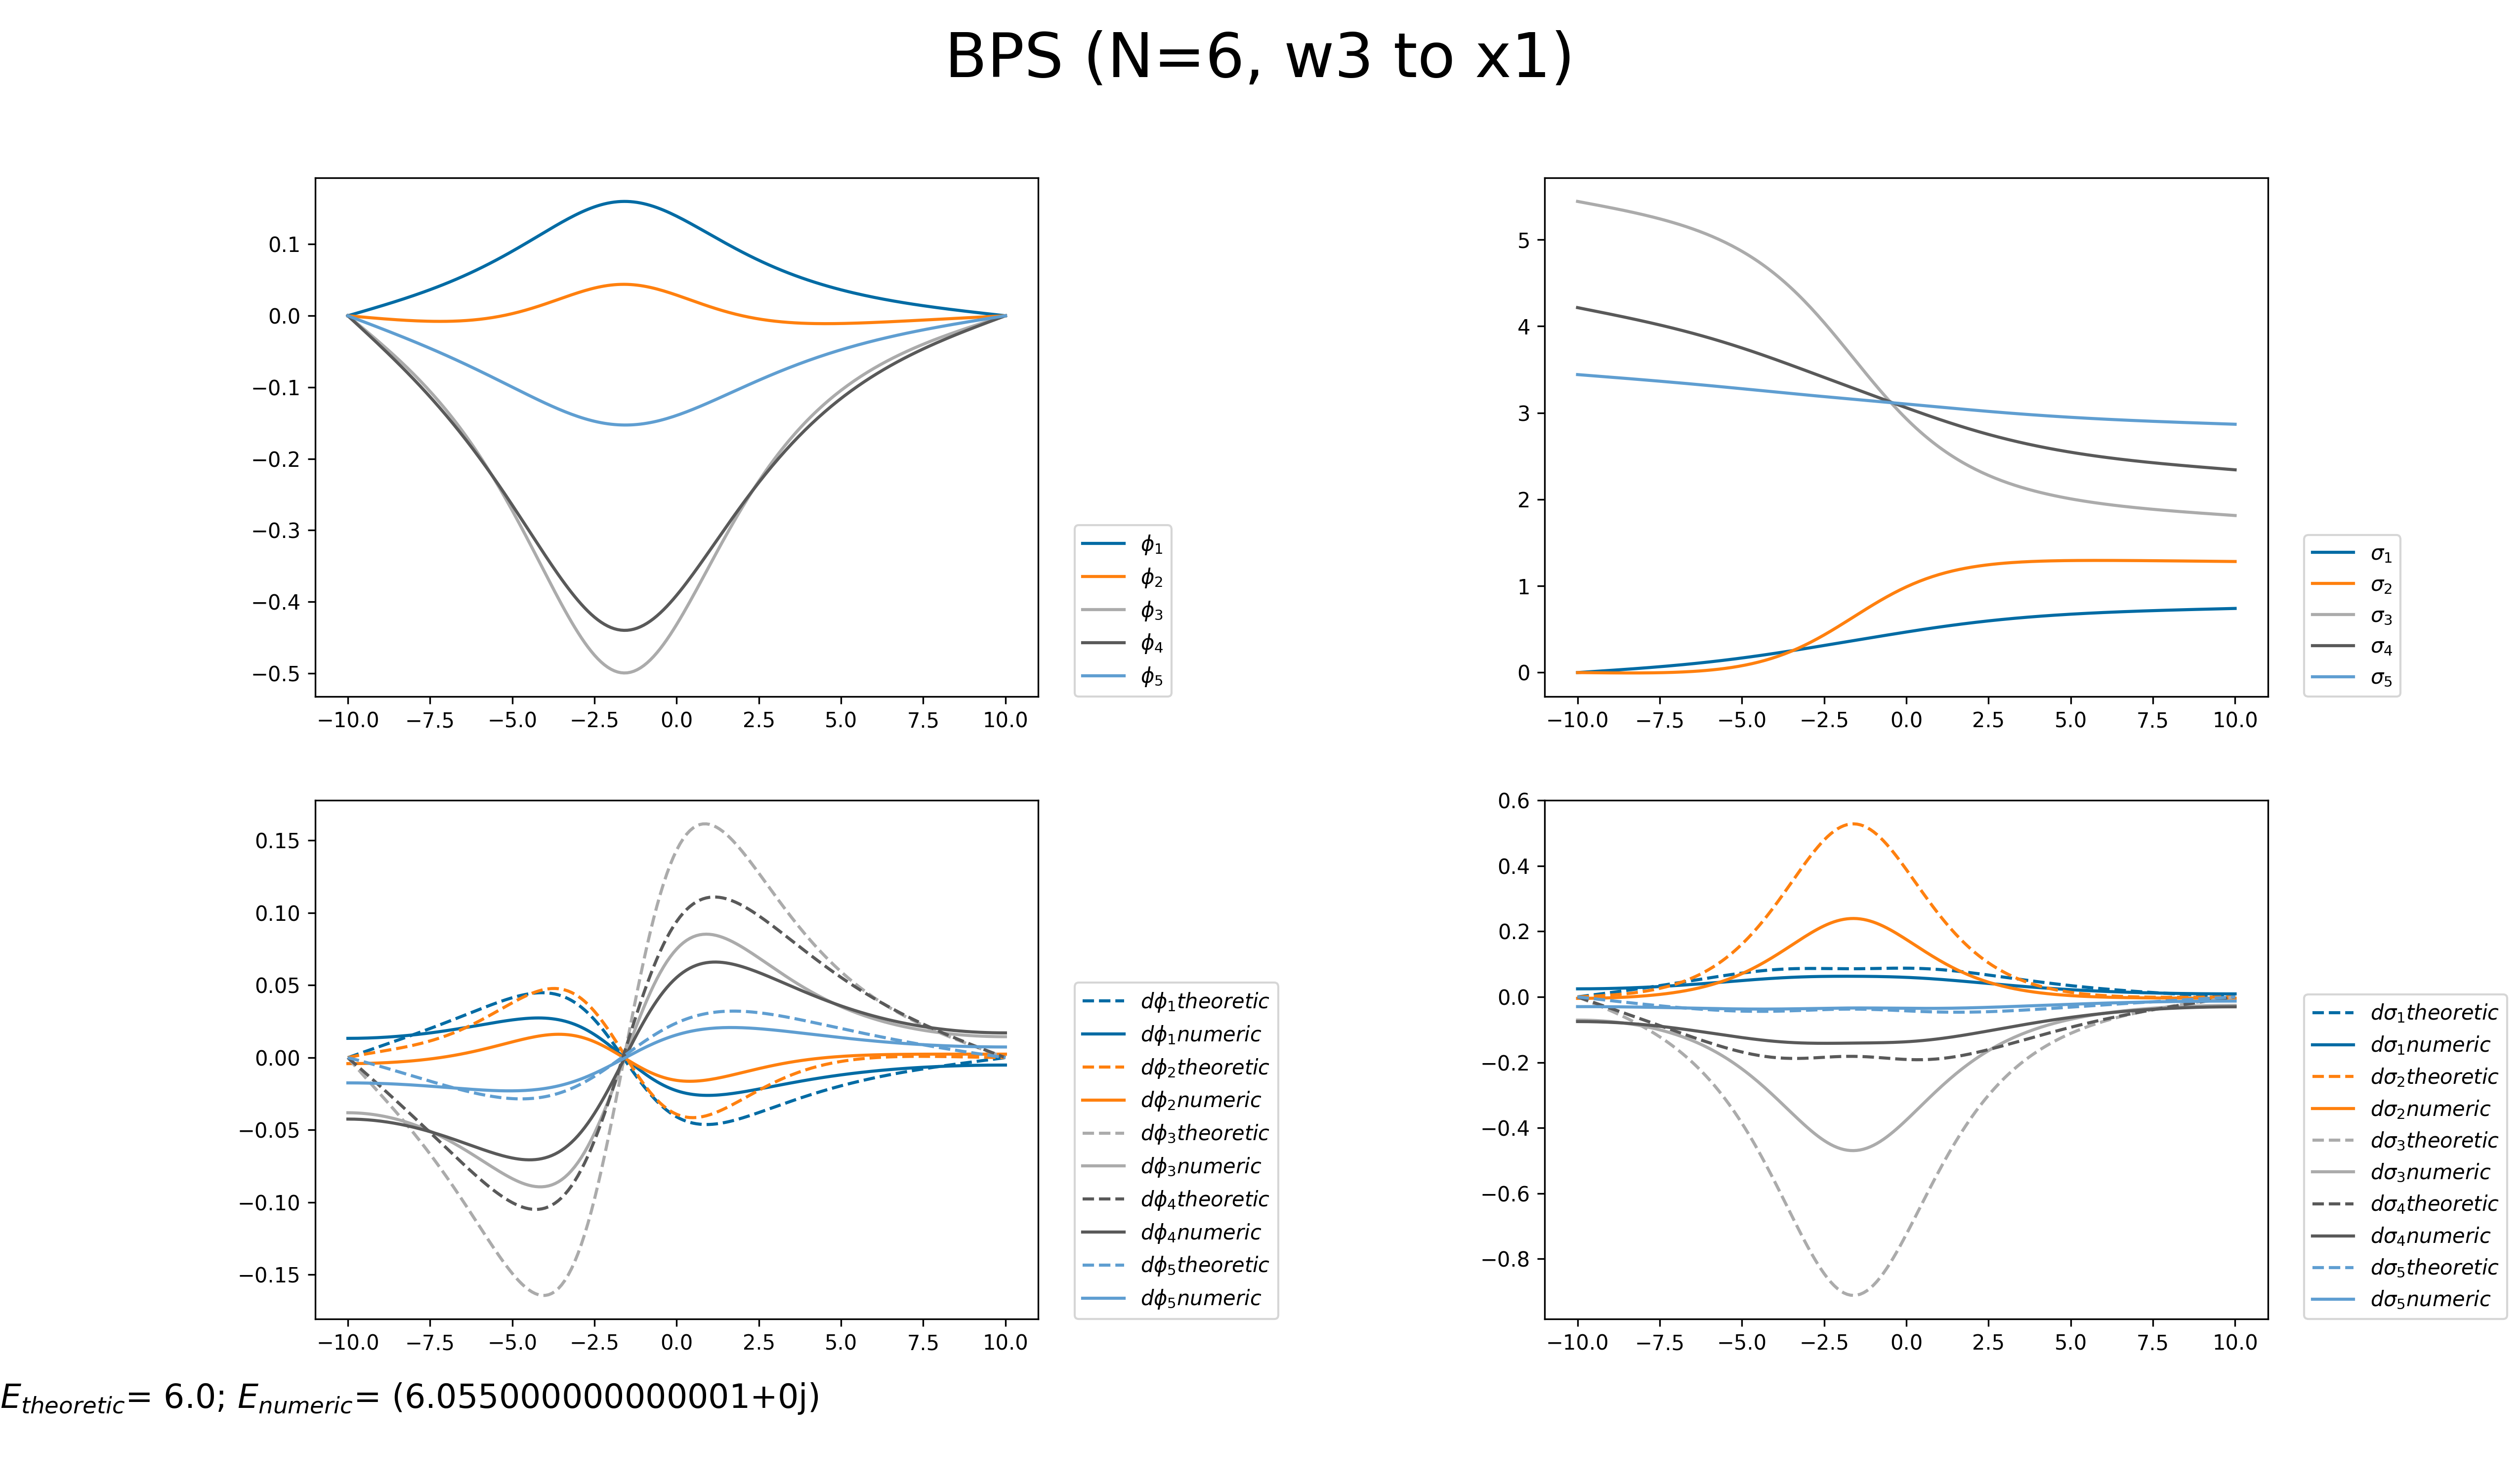 BPS (N=6, w3 to x1)
0.1
0.0
−0.1
−0.2
−0.3
−0.4
−0.5
−10.0 −7.5 −5.0 −2.5 0.0 2.5 5.0 7.5 10.0
ϕ₁
ϕ₂
ϕ₃
ϕ₄
ϕ₅
5
4
3
2
1
0
−10.0 −7.5 −5.0 −2.5 0.0 2.5 5.0 7.5 10.0
σ₁
σ₂
σ₃
σ₄
σ₅
0.15
0.10
0.05
0.00
−0.05
−0.10
−0.15
−10.0 −7.5 −5.0 −2.5 0.0 2.5 5.0 7.5 10.0
dϕ₁theoretic
dϕ₁numeric
dϕ₂theoretic
dϕ₂numeric
dϕ₃theoretic
dϕ₃numeric
dϕ₄theoretic
dϕ₄numeric
dϕ₅theoretic
dϕ₅numeric
0.6
0.4
0.2
0.0
−0.2
−0.4
−0.6
−0.8
−10.0 −7.5 −5.0 −2.5 0.0 2.5 5.0 7.5 10.0
dσ₁theoretic
dσ₁numeric
dσ₂theoretic
dσ₂numeric
dσ₃theoretic
dσ₃numeric
dσ₄theoretic
dσ₄numeric
dσ₅theoretic
dσ₅numeric
E_theoretic= 6.0; E_numeric= (6.055000000000001+0j)